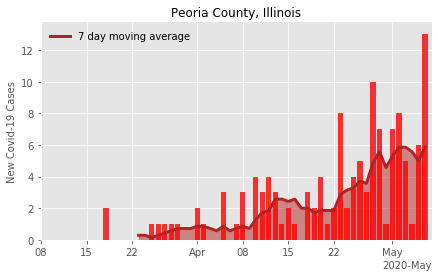 Peoria County, Illinois
7 day moving average
New Covid-19 Cases
12
10
8
6
4
2
0
08 15 22 Apr 08 15 22 May
2020-May